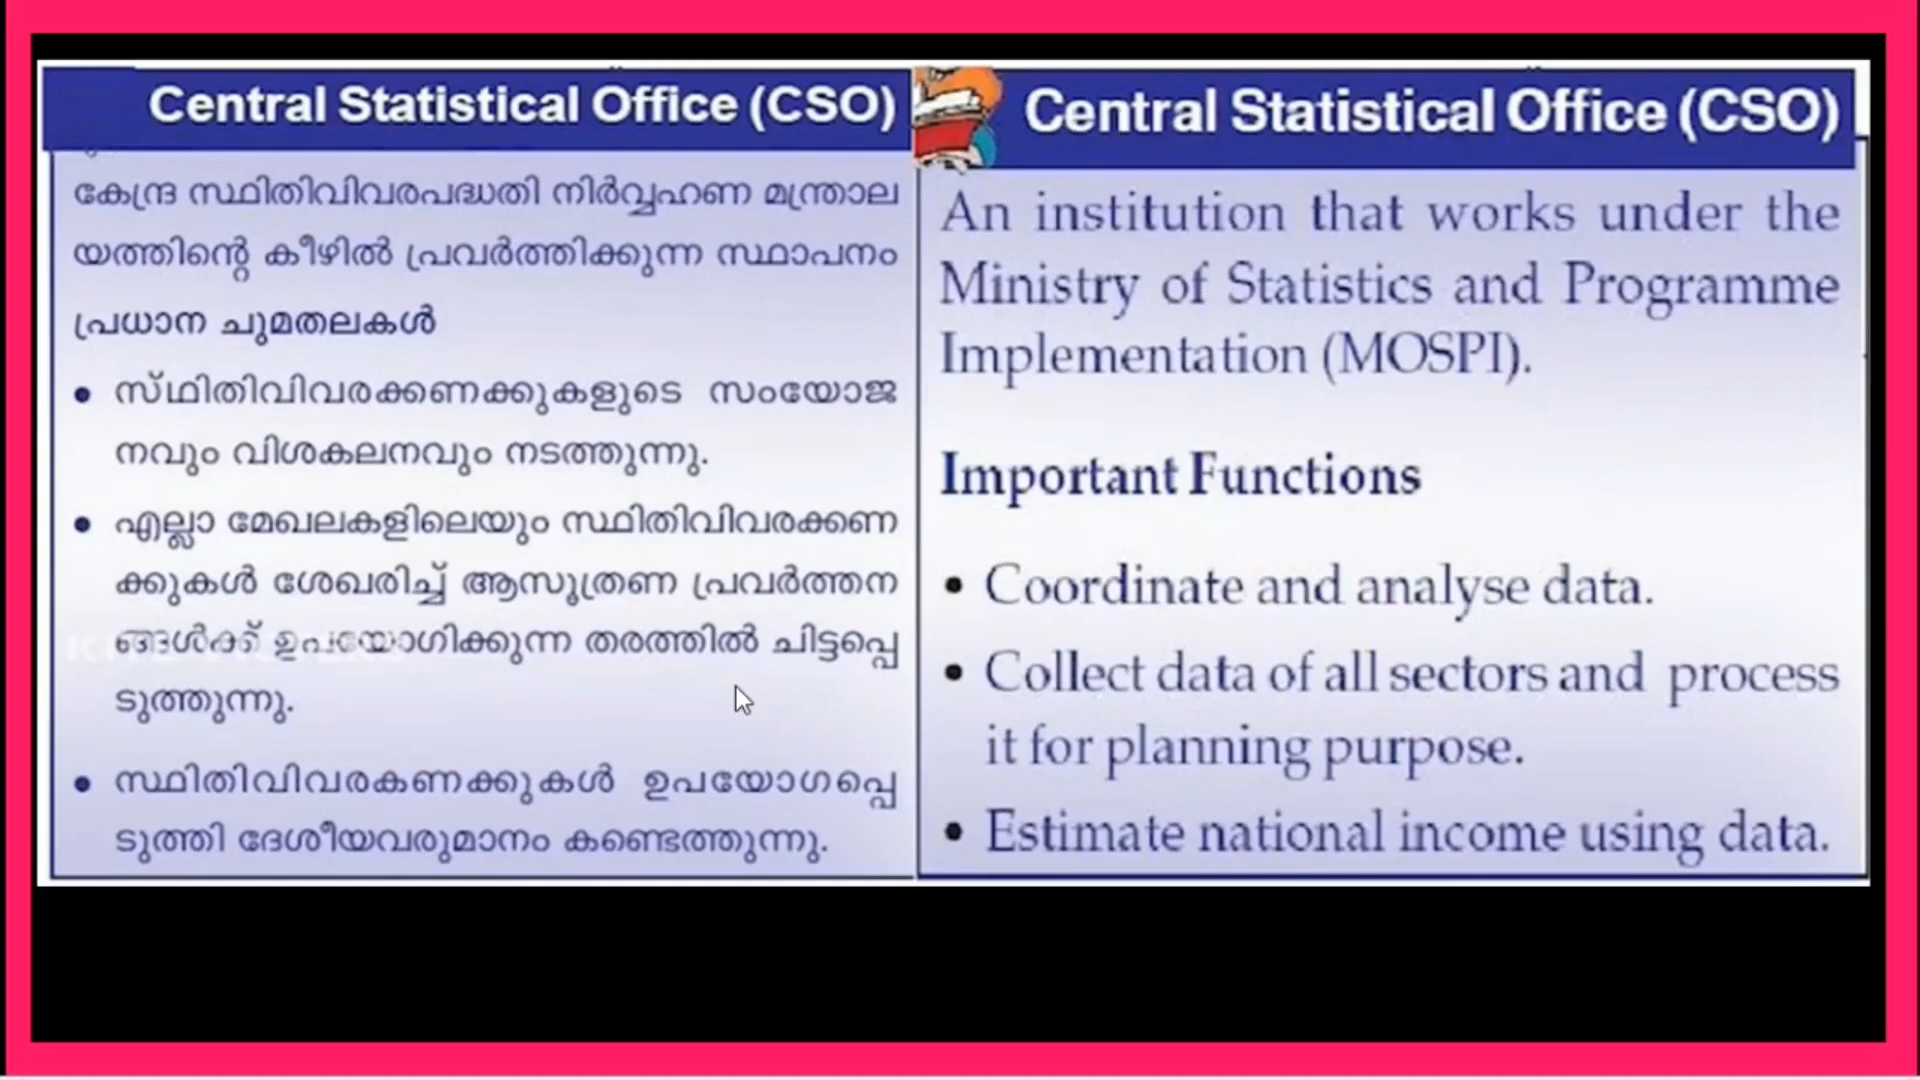 Central Statistical Office (CSO)
കേന്ദ്ര സ്ഥിതിവിവരപദ്ധതി നിർവ്വഹണ മന്ത്രാല
യത്തിന്റെ കീഴിൽ പ്രവർത്തിക്കുന്ന സ്ഥാപനം
പ്രധാന ചുമതലകൾ
• സ്ഥിതിവിവരക്കണക്കുകളുടെ സംയോജ
നവും വിശകലനവും നടത്തുന്നു.
• എല്ലാ മേഖലകളിലെയും സ്ഥിതിവിവരക്കണ
ക്കുകൾ ശേഖരിച്ച് ആസൂത്രണ പ്രവർത്തന
ങ്ങൾക്ക് ഉപയോഗിക്കുന്ന തരത്തിൽ ചിട്ടപ്പെ
ടുത്തുന്നു.
• സ്ഥിതിവിവരകണക്കുകൾ ഉപയോഗപ്പെ
ടുത്തി ദേശീയവരുമാനം കണ്ടെത്തുന്നു.
Central Statistical Office (CSO)
An institution that works under the
Ministry of Statistics and Programme
Implementation (MOSPI).
Important Functions
• Coordinate and analyse data.
• Collect data of all sectors and process
it for planning purpose.
• Estimate national income using data.